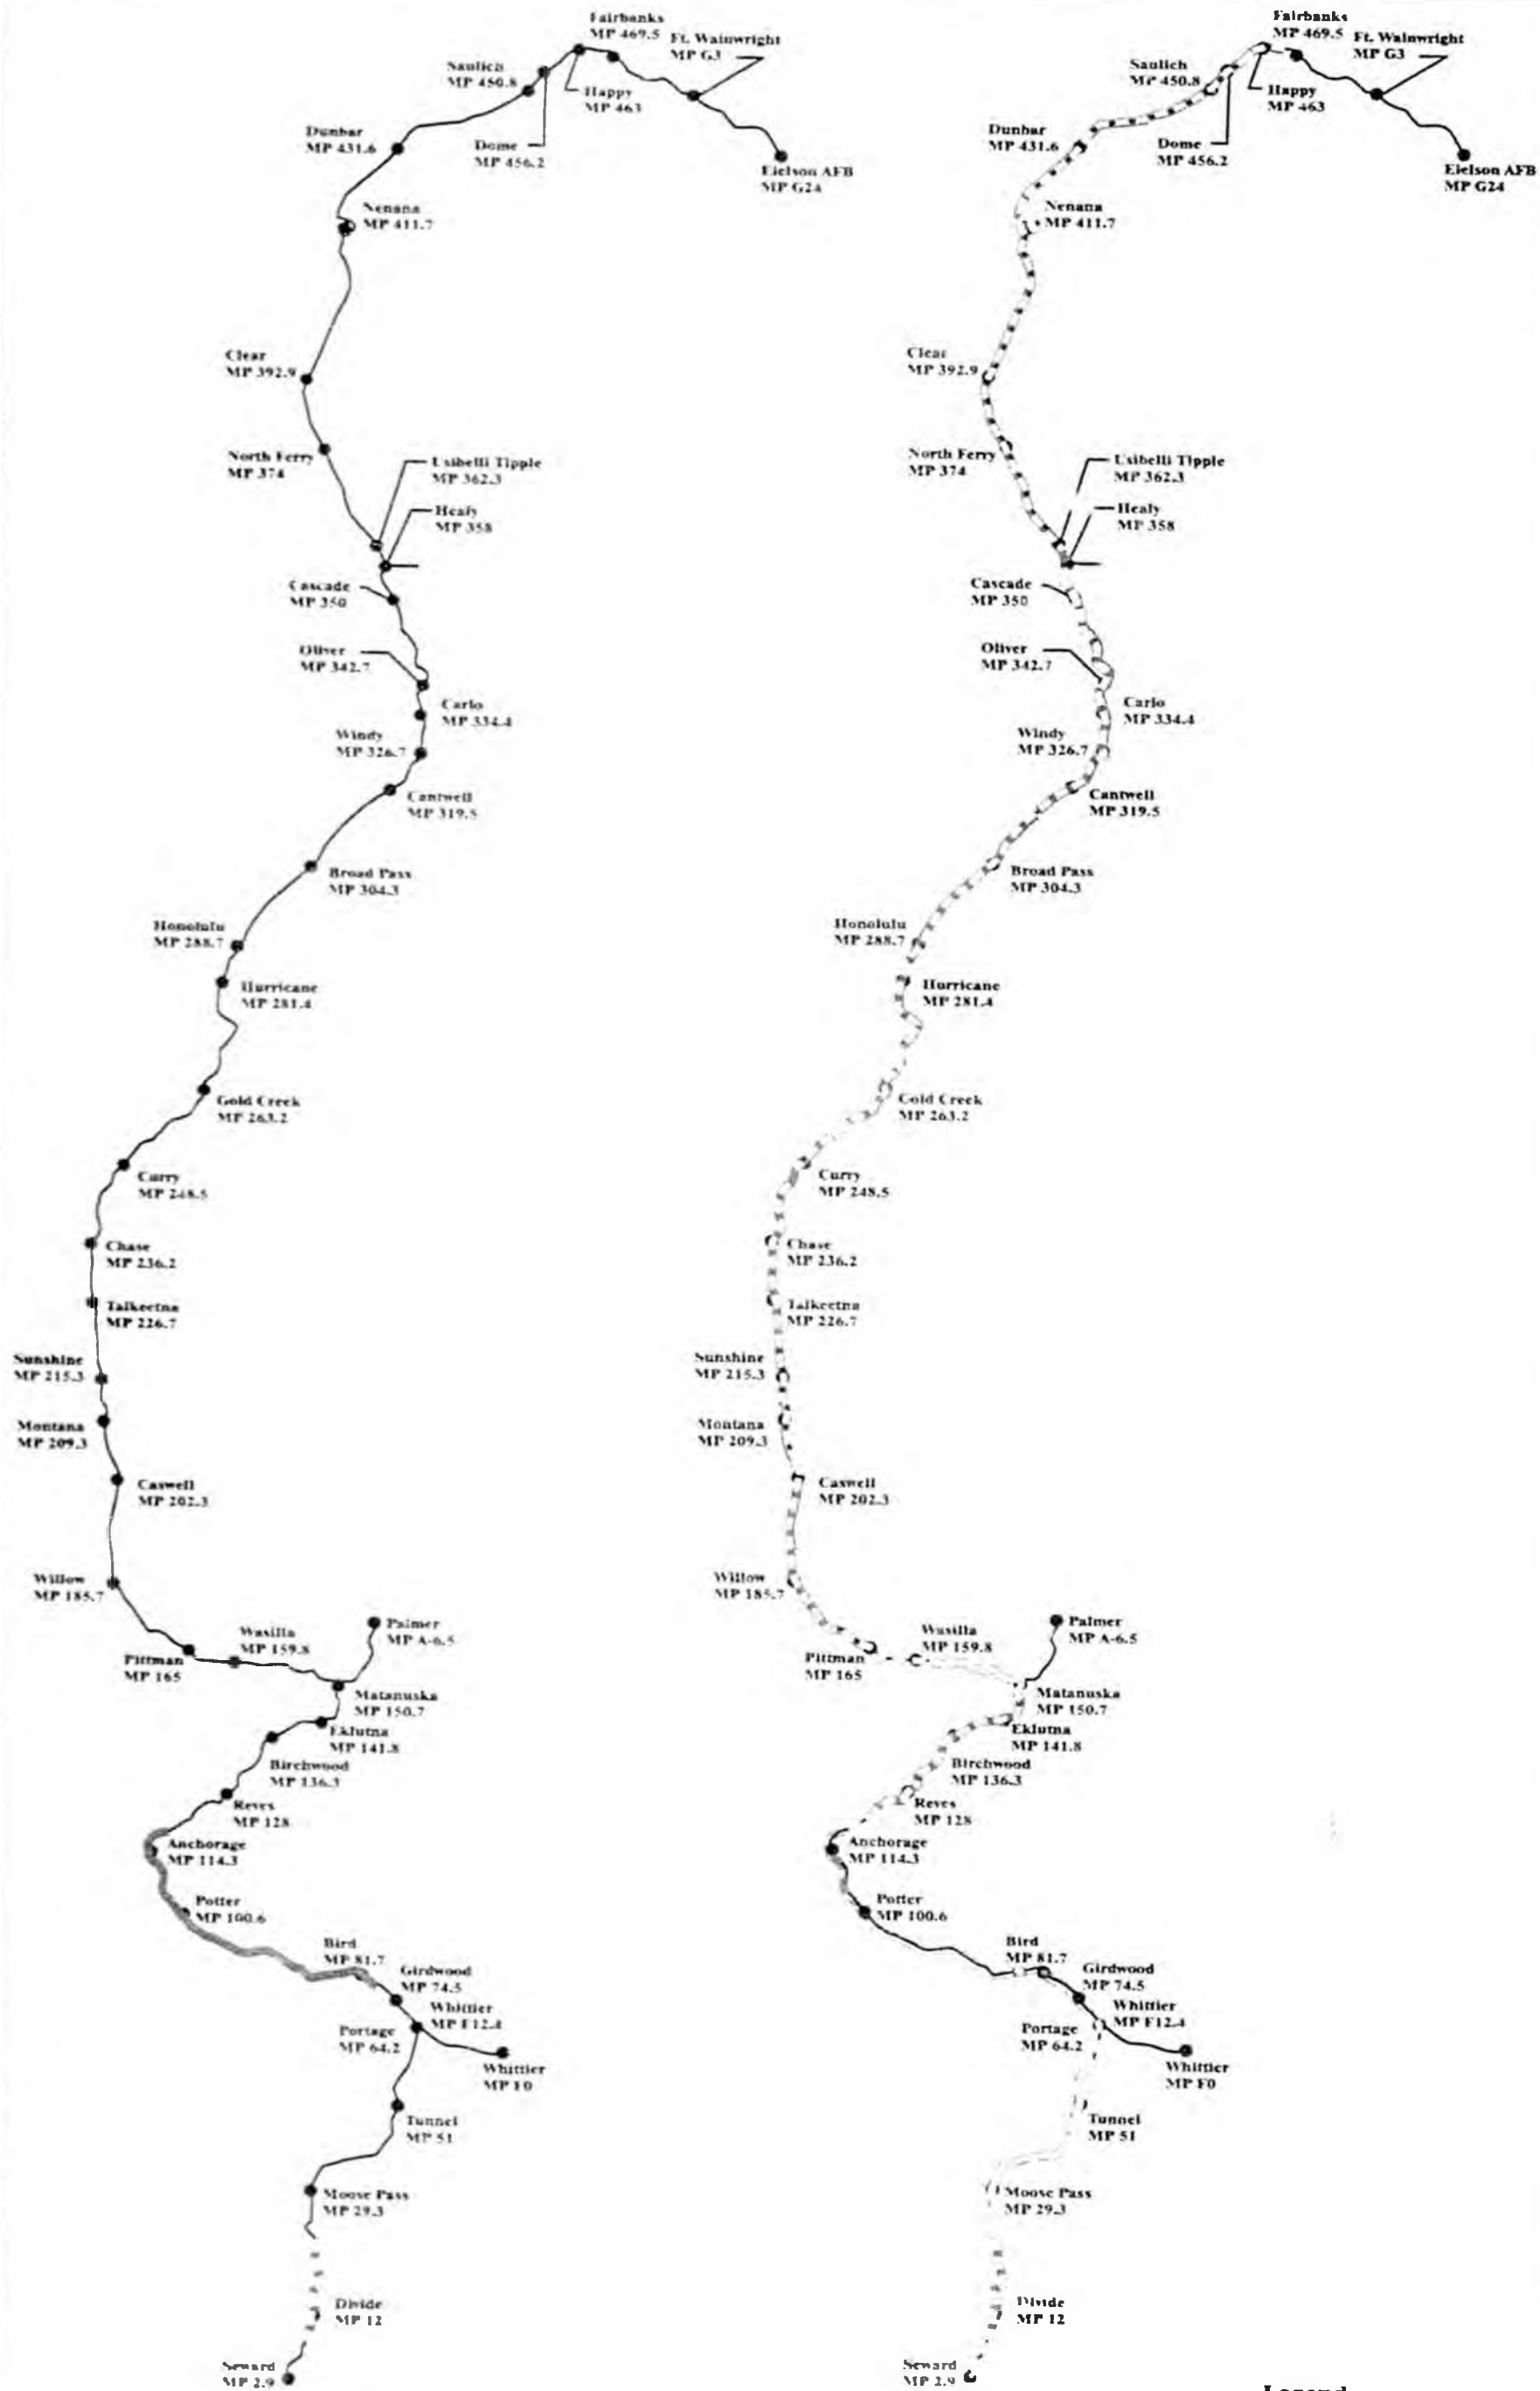 Fairbanks
MP 469.5
Ft. Wainwright
MP G3
Saulich
MP 450.8
Happy
MP 463
Dunbar
MP 431.6
Dome
MP 456.2
Eielson AFB
MP G24
Nenana
MP 411.7
Clear
MP 392.9
North Ferry
MP 374
Usibelli Tipple
MP 362.3
Healy
MP 358
Cascade
MP 350
Oliver
MP 342.7
Carlo
MP 334.4
Windy
MP 326.7
Cantwell
MP 319.5
Broad Pass
MP 304.3
Honolulu
MP 288.7
Hurricane
MP 281.4
Gold Creek
MP 263.2
Curry
MP 248.5
Chase
MP 236.2
Talkeetna
MP 226.7
Sunshine
MP 215.3
Montana
MP 209.3
Caswell
MP 202.3
Willow
MP 185.7
Wasilla
MP 159.8
Palmer
MP A-6.5
Pittman
MP 165
Matanuska
MP 150.7
Eklutna
MP 141.8
Birchwood
MP 136.3
Reves
MP 128
Anchorage
MP 114.3
Potter
MP 100.6
Bird
MP 81.7
Girdwood
MP 74.5
Whittier
MP F12.4
Portage
MP 64.2
Whittier
MP F0
Tunnel
MP 51
Moose Pass
MP 29.3
Divide
MP 12
Seward
MP 2.9
Fairbanks
MP 469.5
Ft. Wainwright
MP G3
Saulich
MP 450.8
Happy
MP 463
Dunbar
MP 431.6
Dome
MP 456.2
Eielson AFB
MP G24
Nenana
MP 411.7
Clear
MP 392.9
North Ferry
MP 374
Usibelli Tipple
MP 362.3
Healy
MP 358
Cascade
MP 350
Oliver
MP 342.7
Carlo
MP 334.4
Windy
MP 326.7
Cantwell
MP 319.5
Broad Pass
MP 304.3
Honolulu
MP 288.7
Hurricane
MP 281.4
Gold Creek
MP 263.2
Curry
MP 248.5
Chase
MP 236.2
Talkeetna
MP 226.7
Sunshine
MP 215.3
Montana
MP 209.3
Caswell
MP 202.3
Willow
MP 185.7
Wasilla
MP 159.8
Palmer
MP A-6.5
Pittman
MP 165
Matanuska
MP 150.7
Eklutna
MP 141.8
Birchwood
MP 136.3
Reves
MP 128
Anchorage
MP 114.3
Potter
MP 100.6
Bird
MP 81.7
Girdwood
MP 74.5
Whittier
MP F12.4
Portage
MP 64.2
Whittier
MP F0
Tunnel
MP 51
Moose Pass
MP 29.3
Divide
MP 12
Seward
MP 2.9
Legend